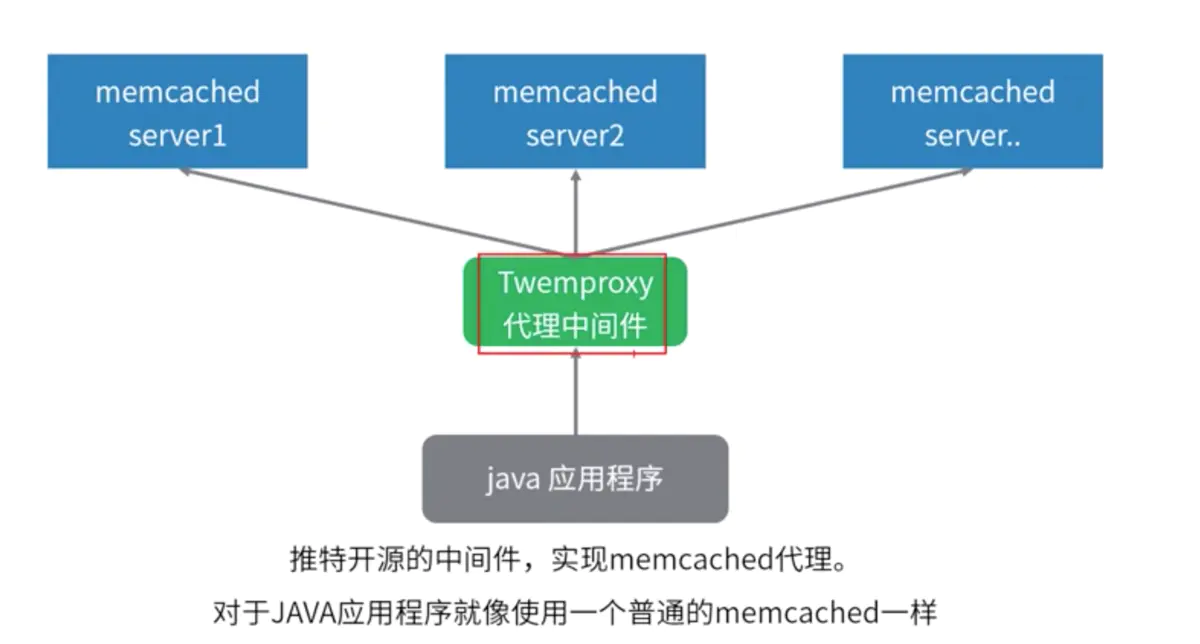 memcached
server1
memcached
server2
memcached
server..
Twemproxy
代理中间件
java 应用程序
推特开源的中间件，实现memcached代理。
对于JAVA应用程序就像使用一个普通的memcached一样